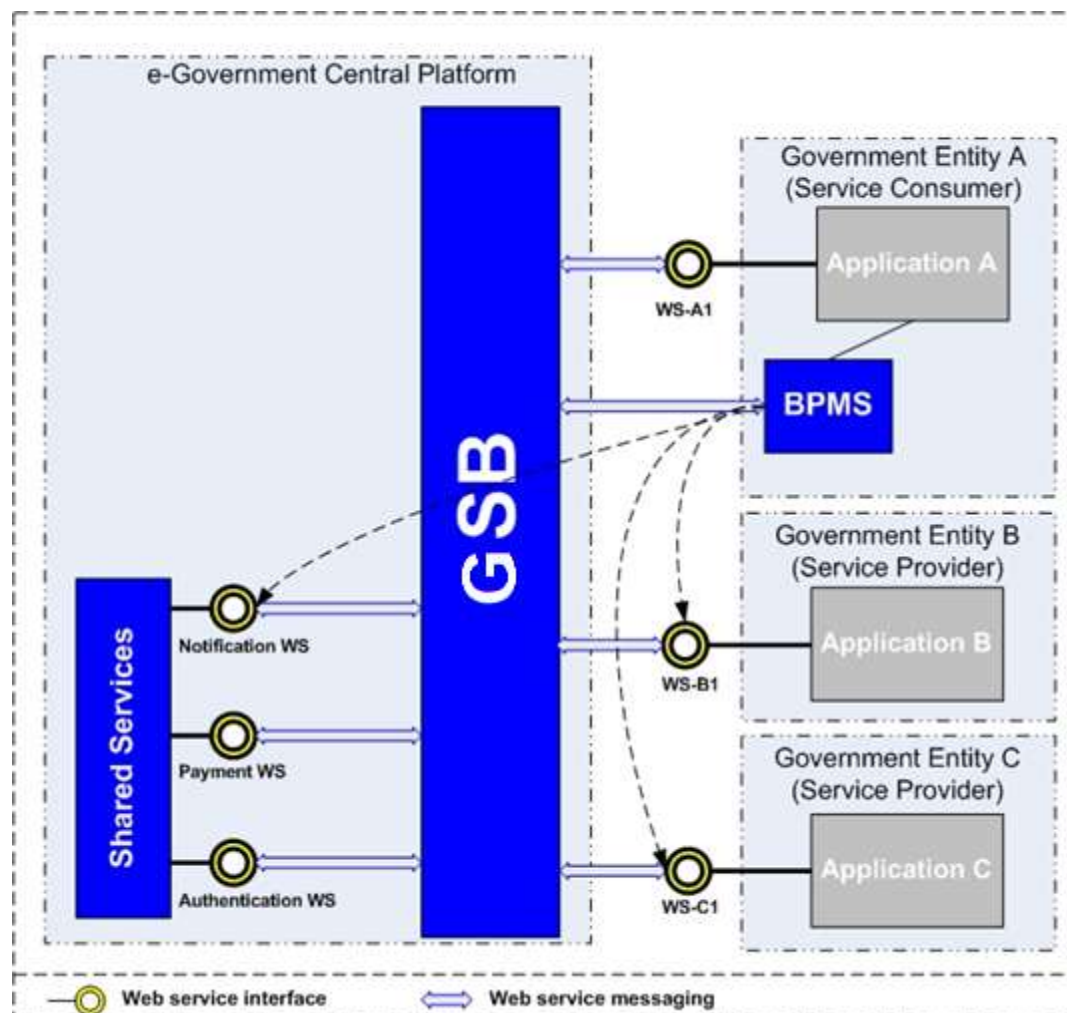 e-Government Central Platform
GSB
Government Entity A
(Service Consumer)
Application A
WS-A1
BPMS
Government Entity B
(Service Provider)
Application B
WS-B1
Shared Services
Notification WS
Payment WS
Authentication WS
Government Entity C
(Service Provider)
Application C
WS-C1
Web service interface
Web service messaging